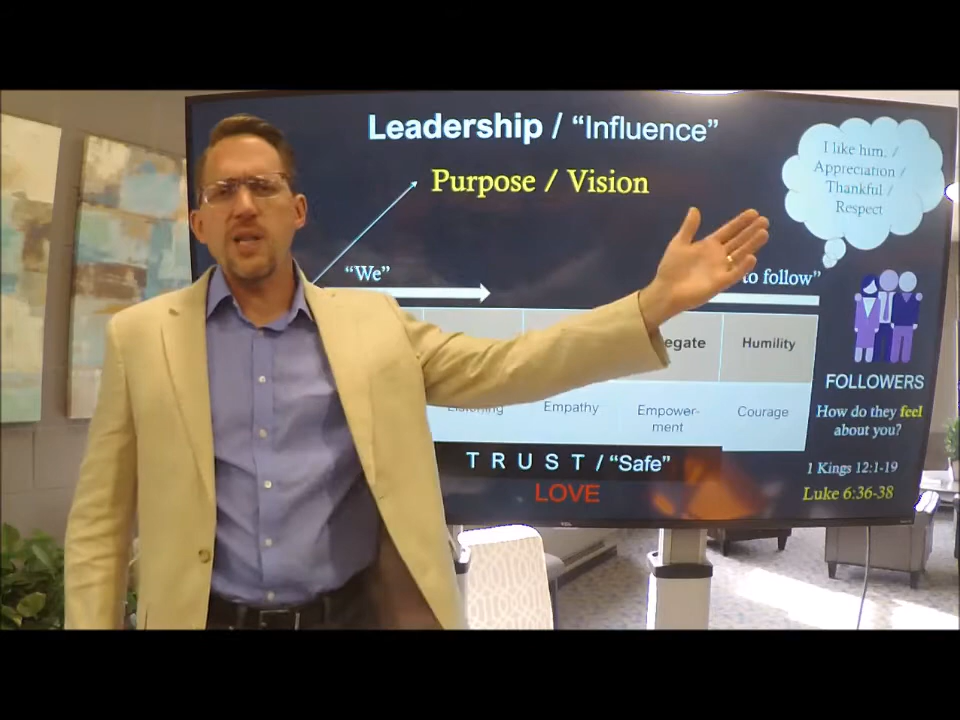 Leadership / “Influence”
I like him. /
Appreciation /
Thankful /
Respect
Purpose / Vision
“We”
to follow”
egate
Humility
FOLLOWERS
Listening
Empathy
Empower-
ment
Courage
How do they feel
about you?
T R U S T / “Safe”
LOVE
1 Kings 12:1-19
Luke 6:36-38